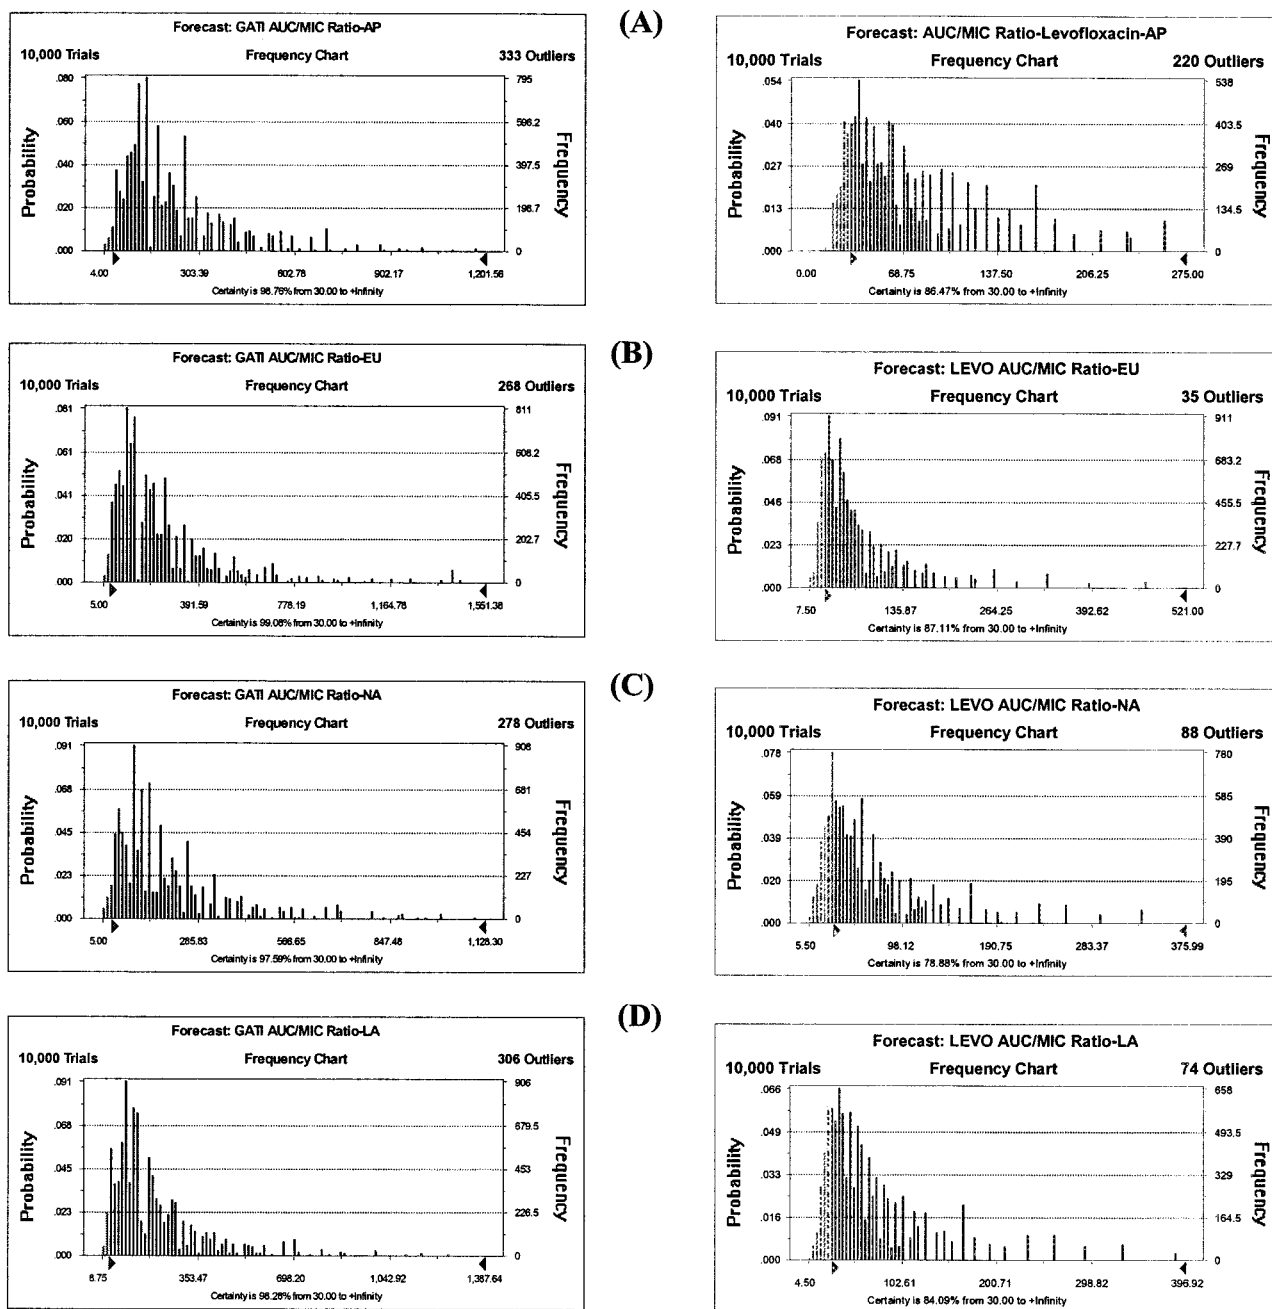 (A)
Forecast: GATI AUC/MIC Ratio-AP
10,000 Trials Frequency Chart 333 Outliers
Probability
Frequency
.080 795
.060 596.2
.040 397.5
.020 198.7
.000 0
4.00 303.39 602.78 902.17 1,201.56
Certainty is 98.76% from 30.00 to +Infinity
Forecast: AUC/MIC Ratio-Levofloxacin-AP
10,000 Trials Frequency Chart 220 Outliers
Probability
Frequency
.054 538
.040 403.5
.027 269
.013 134.5
.000 0
0.00 68.75 137.50 206.25 275.00
Certainty is 86.47% from 30.00 to +Infinity
(B)
Forecast: GATI AUC/MIC Ratio-EU
10,000 Trials Frequency Chart 268 Outliers
Probability
Frequency
.081 811
.061 608.2
.041 405.5
.020 202.7
.000 0
5.00 391.59 778.19 1,164.78 1,551.38
Certainty is 99.08% from 30.00 to +Infinity
Forecast: LEVO AUC/MIC Ratio-EU
10,000 Trials Frequency Chart 35 Outliers
Probability
Frequency
.091 911
.068 683.2
.046 455.5
.023 227.7
.000 0
7.50 135.87 264.25 392.62 521.00
Certainty is 87.11% from 30.00 to +Infinity
(C)
Forecast: GATI AUC/MIC Ratio-NA
10,000 Trials Frequency Chart 278 Outliers
Probability
Frequency
.091 908
.068 681
.045 454
.023 227
.000 0
5.00 285.83 566.65 847.48 1,128.30
Certainty is 97.59% from 30.00 to +Infinity
Forecast: LEVO AUC/MIC Ratio-NA
10,000 Trials Frequency Chart 88 Outliers
Probability
Frequency
.078 780
.059 585
.039 390
.020 195
.000 0
5.50 98.12 190.75 283.37 375.99
Certainty is 78.88% from 30.00 to +Infinity
(D)
Forecast: GATI AUC/MIC Ratio-LA
10,000 Trials Frequency Chart 306 Outliers
Probability
Frequency
.091 906
.068 679.5
.045 453
.023 226.5
.000 0
8.75 353.47 698.20 1,042.92 1,387.64
Certainty is 98.28% from 30.00 to +Infinity
Forecast: LEVO AUC/MIC Ratio-LA
10,000 Trials Frequency Chart 74 Outliers
Probability
Frequency
.066 658
.049 493.5
.033 329
.016 164.5
.000 0
4.50 102.61 200.71 298.82 396.92
Certainty is 84.09% from 30.00 to +Infinity